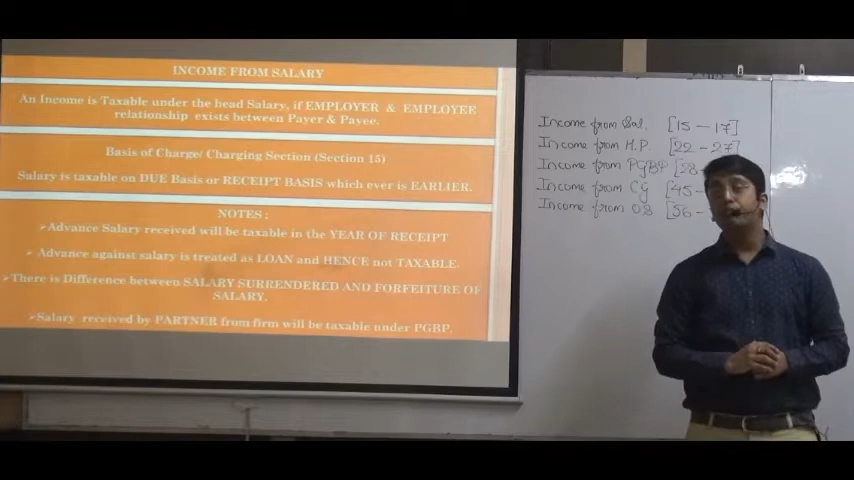 INCOME FROM SALARY
An Income is Taxable under the head Salary, if EMPLOYER & EMPLOYEE
relationship exists between Payer & Payee.
Basis of Charge/ Charging Section (Section 15)
Salary is taxable on DUE Basis or RECEIPT BASIS which ever is EARLIER.
NOTES :
➢Advance Salary received will be taxable in the YEAR OF RECEIPT
➢Advance against salary is treated as LOAN and HENCE not TAXABLE.
➢There is Difference between SALARY SURRENDERED AND FORFEITURE OF
SALARY.
➢Salary received by PARTNER from firm will be taxable under PGBP.
Income from Sal. [15 – 17]
Income from H.P. [22 – 27]
Income from PGBP [28
Income from CG [45 –
Income from OS [56 –